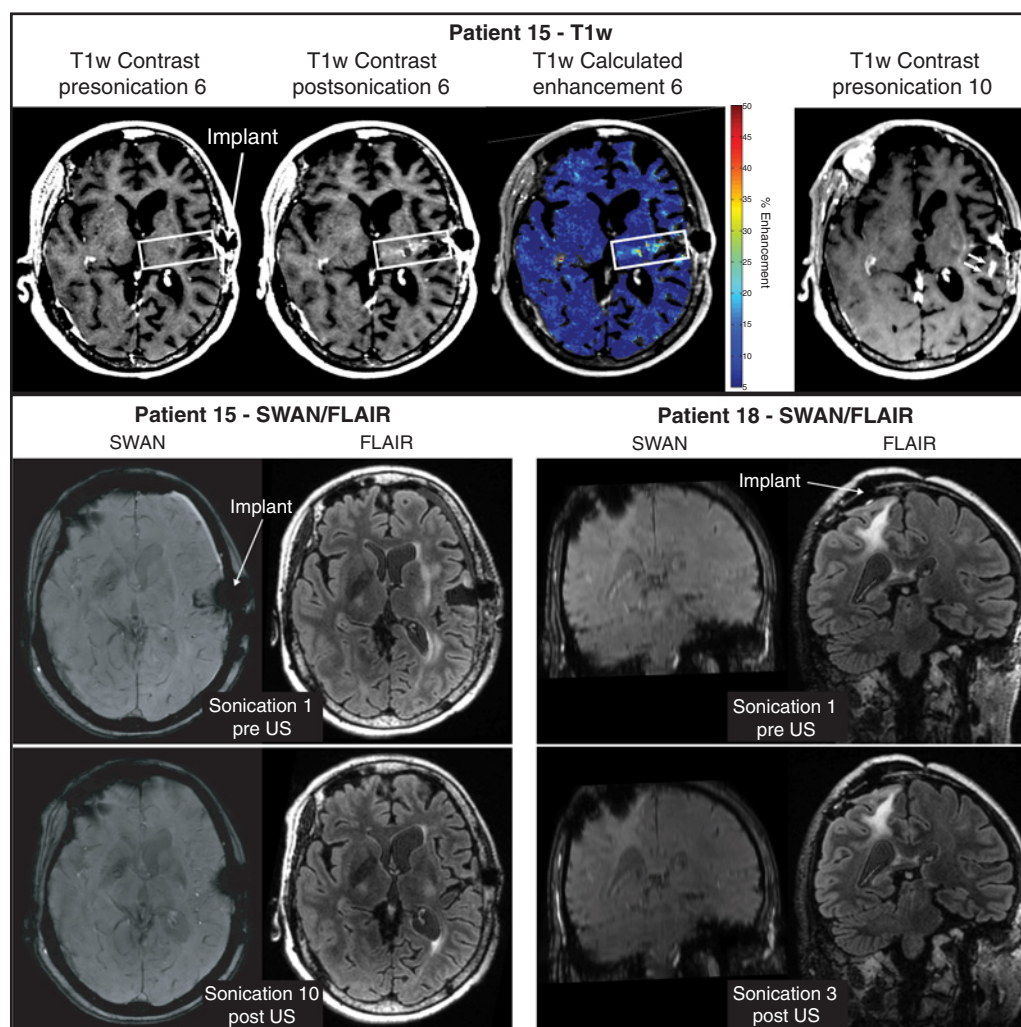 Patient 15 - T1w
T1w Contrast
presonication 6
T1w Contrast
postsonication 6
T1w Calculated
enhancement 6
T1w Contrast
presonication 10
Implant
50
45
40
35
30
25
20
15
10
5
% Enhancement
Patient 15 - SWAN/FLAIR
SWAN
FLAIR
Implant
Sonication 1
pre US
Sonication 10
post US
Patient 18 - SWAN/FLAIR
SWAN
FLAIR
Implant
Sonication 1
pre US
Sonication 3
post US